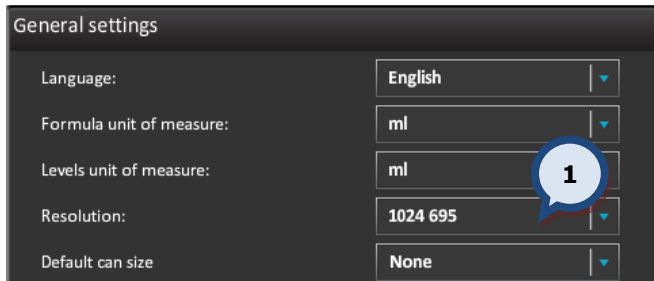 General settings
Language: English
Formula unit of measure: ml
Levels unit of measure: ml
1
Resolution: 1024 695
Default can size None